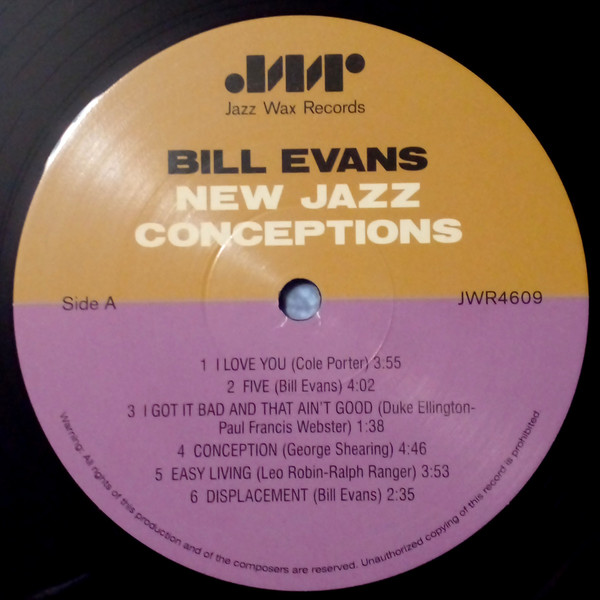 JWR
Jazz Wax Records
BILL EVANS
NEW JAZZ
CONCEPTIONS
Side A
JWR4609
1 I LOVE YOU (Cole Porter) 3:55
2 FIVE (Bill Evans) 4:02
3 I GOT IT BAD AND THAT AIN'T GOOD (Duke Ellington-
Paul Francis Webster) 1:38
4 CONCEPTION (George Shearing) 4:46
5 EASY LIVING (Leo Robin-Ralph Ranger) 3:53
6 DISPLACEMENT (Bill Evans) 2:35
Warning: All rights of this production and of the composers are reserved. Unauthorized copying of this record is prohibited